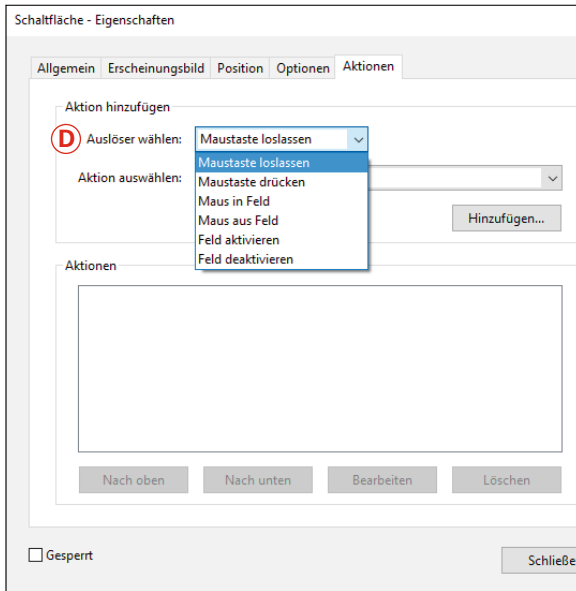 Schaltfläche - Eigenschaften
Allgemein Erscheinungsbild Position Optionen Aktionen
Aktion hinzufügen
D Auslöser wählen: Maustaste loslassen
Maustaste loslassen
Aktion auswählen:
Maustaste drücken
Maus in Feld
Maus aus Feld
Hinzufügen...
Feld aktivieren
Feld deaktivieren
Aktionen
Nach oben Nach unten Bearbeiten Löschen
Gesperrt
Schließe